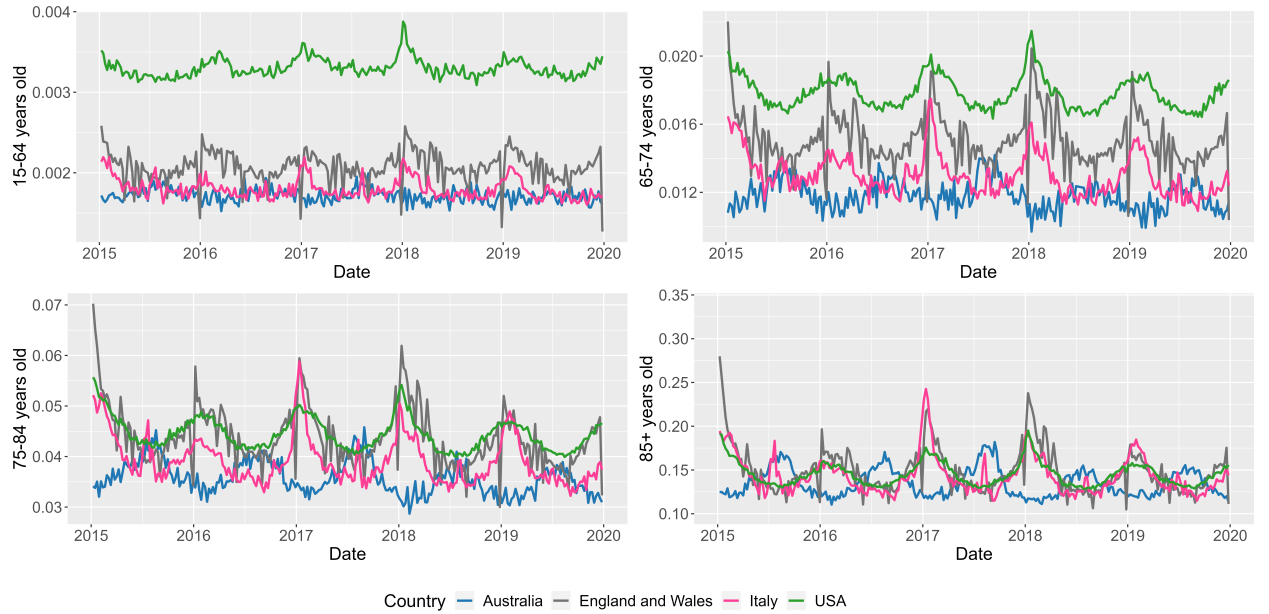 15-64 years old
0.004
0.003
0.002
2015 2016 2017 2018 2019 2020
Date
65-74 years old
0.020
0.016
0.012
2015 2016 2017 2018 2019 2020
Date
75-84 years old
0.07
0.06
0.05
0.04
0.03
2015 2016 2017 2018 2019 2020
Date
85+ years old
0.35
0.30
0.25
0.20
0.15
0.10
2015 2016 2017 2018 2019 2020
Date
Country Australia England and Wales Italy USA